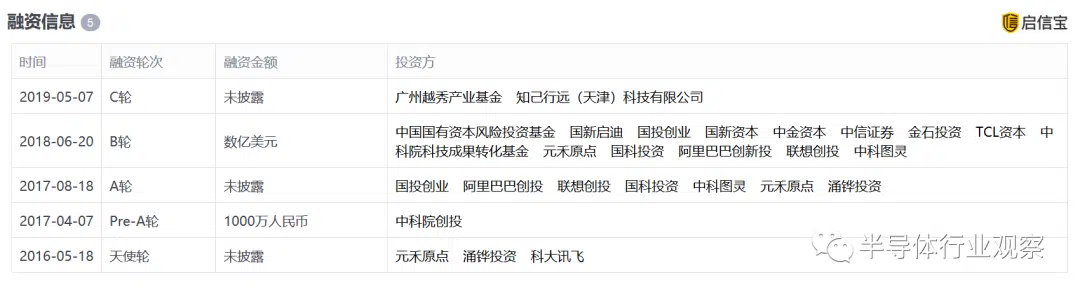 融资信息 5 启信宝
时间 融资轮次 融资金额 投资方
2019-05-07 C轮 未披露 广州越秀产业基金 知己行远（天津）科技有限公司
2018-06-20 B轮 数亿美元 中国国有资本风险投资基金 国新启迪 国投创业 国新资本 中金资本 中信证券 金石投资 TCL资本 中
科院科技成果转化基金 元禾原点 国科投资 阿里巴巴创新投 联想创投 中科图灵
2017-08-18 A轮 未披露 国投创业 阿里巴巴创投 联想创投 国科投资 中科图灵 元禾原点 涌铧投资
2017-04-07 Pre-A轮 1000万人民币 中科院创投
2016-05-18 天使轮 未披露 元禾原点 涌铧投资 科大讯飞
半导体行业观察